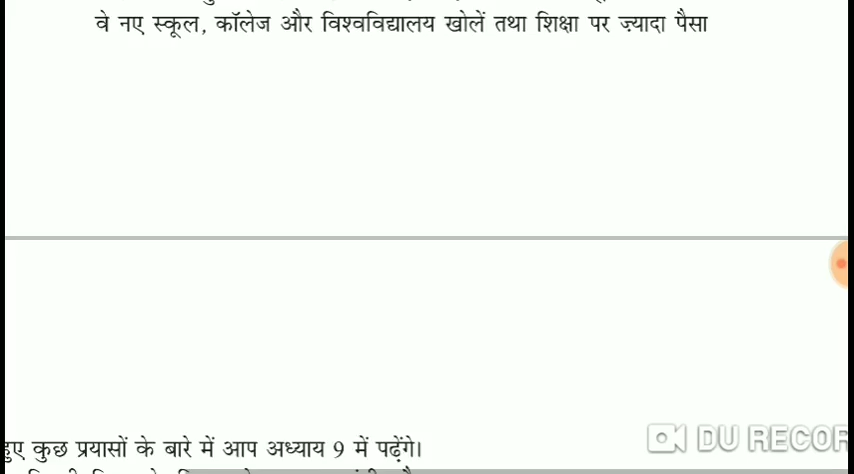 वे नए स्कूल, कॉलेज और विश्वविद्यालय खोलें तथा शिक्षा पर ज़्यादा पैसा
हुए कुछ प्रयासों के बारे में आप अध्याय 9 में पढ़ेंगे।
DU RECOR